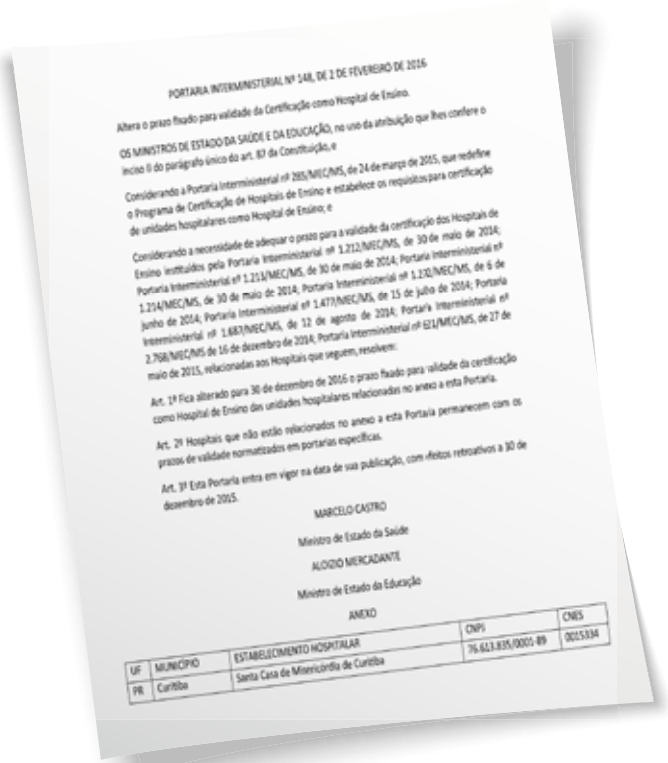 PORTARIA INTERMINISTERIAL Nº 148, DE 2 DE FEVEREIRO DE 2016
Altera o prazo fixado para validade da Certificação como Hospital de Ensino.
OS MINISTROS DE ESTADO DA SAÚDE E DA EDUCAÇÃO, no uso da atribuição que lhes confere o
inciso II do parágrafo único do art. 87 da Constituição, e
Considerando a Portaria Interministerial nº 285/MEC/MS, de 24 de março de 2015, que redefine
o Programa de Certificação de Hospitais de Ensino e estabelece os requisitos para certificação
de unidades hospitalares como Hospital de Ensino; e
Considerando a necessidade de adequar o prazo para a validade da certificação dos Hospitais de
Ensino instituídos pela Portaria Interministerial nº 1.212/MEC/MS, de 30 de maio de 2014;
Portaria Interministerial nº 1.213/MEC/MS, de 30 de maio de 2014; Portaria Interministerial nº
1.214/MEC/MS, de 30 de maio de 2014; Portaria Interministerial nº MEC/MS, de 6 de
junho de 2014; Portaria Interministerial nº 1.477/MEC/MS, de 15 de julho de 2014; Portaria
Interministerial nº 1.687/MEC/MS, de 12 de agosto de 2014; Portaria Interministerial nº
2.768/MEC/MS de 16 de dezembro de 2014; Portaria Interministerial nº 621/MEC/MS, de 27 de
maio de 2015, relacionadas aos Hospitais que seguem, resolvem:
Art. 1º Fica alterado para 30 de dezembro de 2016 o prazo fixado para validade da certificação
como Hospital de Ensino das unidades hospitalares relacionadas no anexo a esta Portaria.
Art. 2º Hospitais que não estão relacionados no anexo a esta Portaria permanecem com os
prazos de validade normatizados em portarias específicas.
Art. 3º Esta Portaria entra em vigor na data de sua publicação, com efeitos retroativos a 30 de
dezembro de 2015.
MARCELO CASTRO
Ministro de Estado da Saúde
ALOIZIO MERCADANTE
Ministro de Estado da Educação
ANEXO
UF MUNICÍPIO ESTABELECIMENTO HOSPITALAR CNPJ CNES
PR Curitiba Santa Casa de Misericórdia de Curitiba 76.613.835/0001-89 0015334